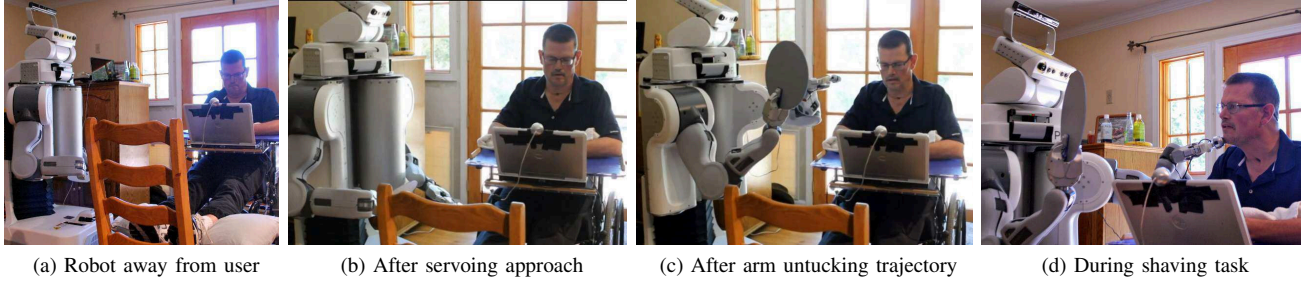 (a) Robot away from user
(b) After servoing approach
(c) After arm untucking trajectory
(d) During shaving task